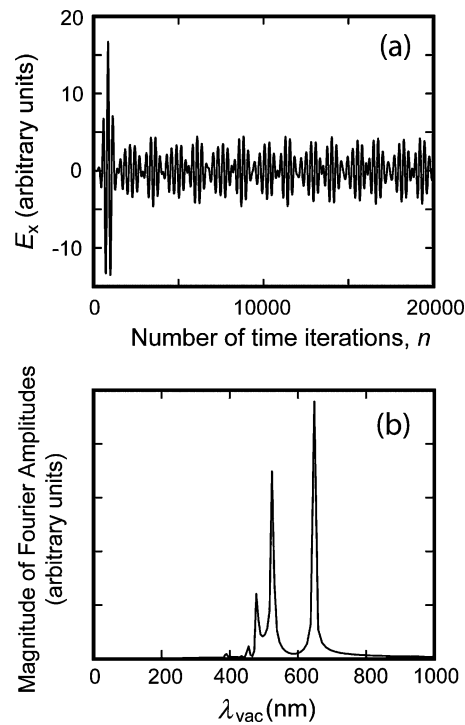 (a)
20
10
0
-10
E_x (arbitrary units)
0
10000
20000
Number of time iterations, n
(b)
Magnitude of Fourier Amplitudes
(arbitrary units)
0
200
400
600
800
1000
λ_vac(nm)